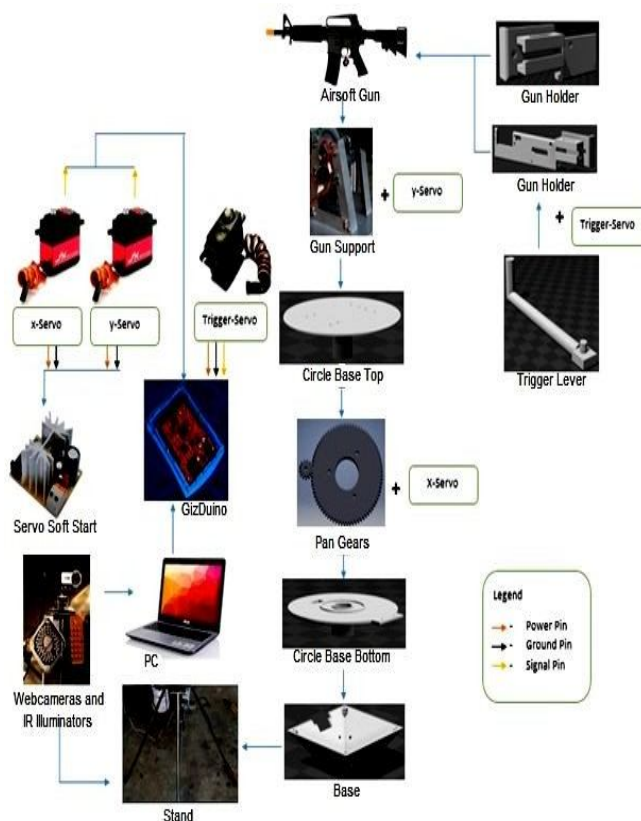 Airsoft Gun
Gun Holder
Gun Holder
+ Trigger-Servo
Trigger Lever
+ y-Servo
Gun Support
x-Servo
y-Servo
Trigger-Servo
Circle Base Top
Servo Soft Start
GizDuino
+ X-Servo
Pan Gears
PC
Webcameras and
IR Illuminators
Circle Base Bottom
Legend
- Power Pin
- Ground Pin
- Signal Pin
Stand
Base